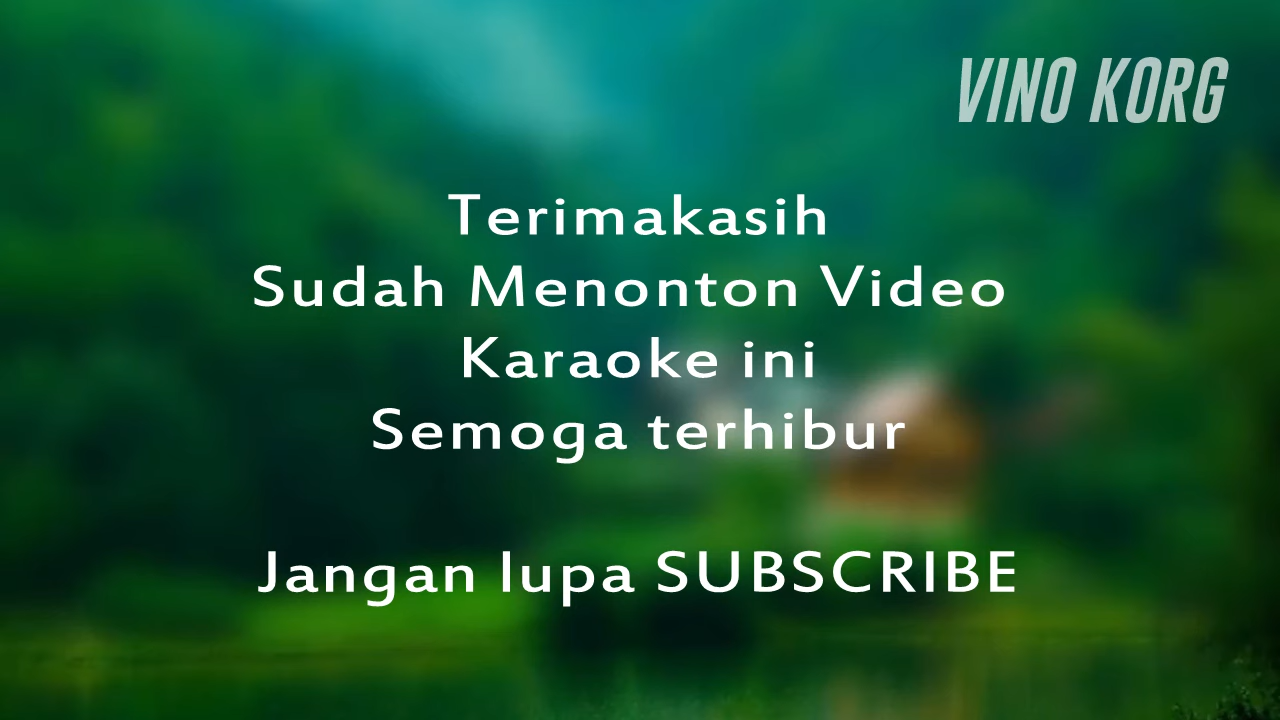 VINO KORG
Terimakasih
Sudah Menonton Video
Karaoke ini
Semoga terhibur
Jangan lupa SUBSCRIBE